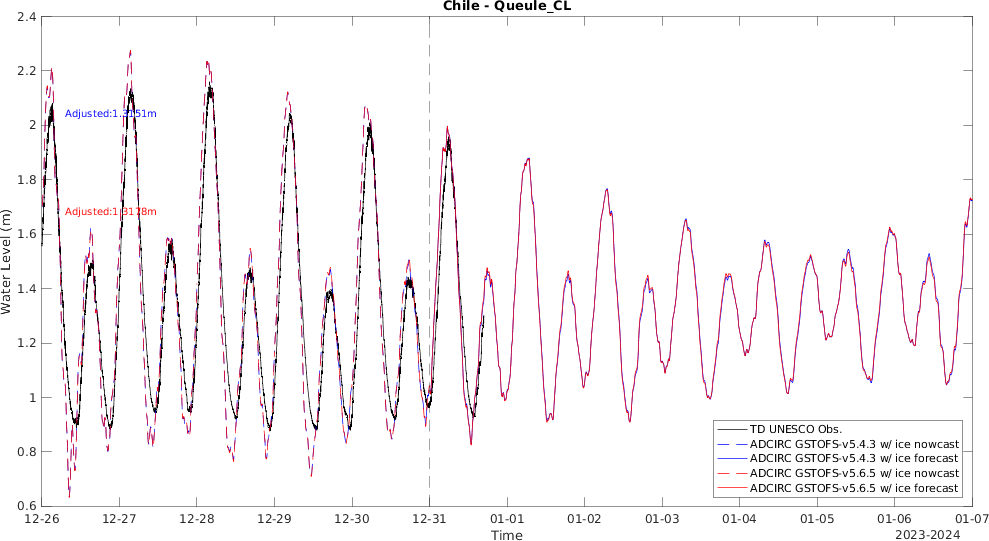 Chile - Queule_CL
2.4
2.2
2
1.8
1.6
1.4
1.2
1
0.8
0.6
Water Level (m)
Adjusted:1.3151m
Adjusted:1.3178m
TD UNESCO Obs.
ADCIRC GSTOFS-v5.4.3 w/ ice nowcast
ADCIRC GSTOFS-v5.4.3 w/ ice forecast
ADCIRC GSTOFS-v5.6.5 w/ ice nowcast
ADCIRC GSTOFS-v5.6.5 w/ ice forecast
12-26 12-27 12-28 12-29 12-30 12-31 01-01 01-02 01-03 01-04 01-05 01-06 01-07
Time
2023-2024